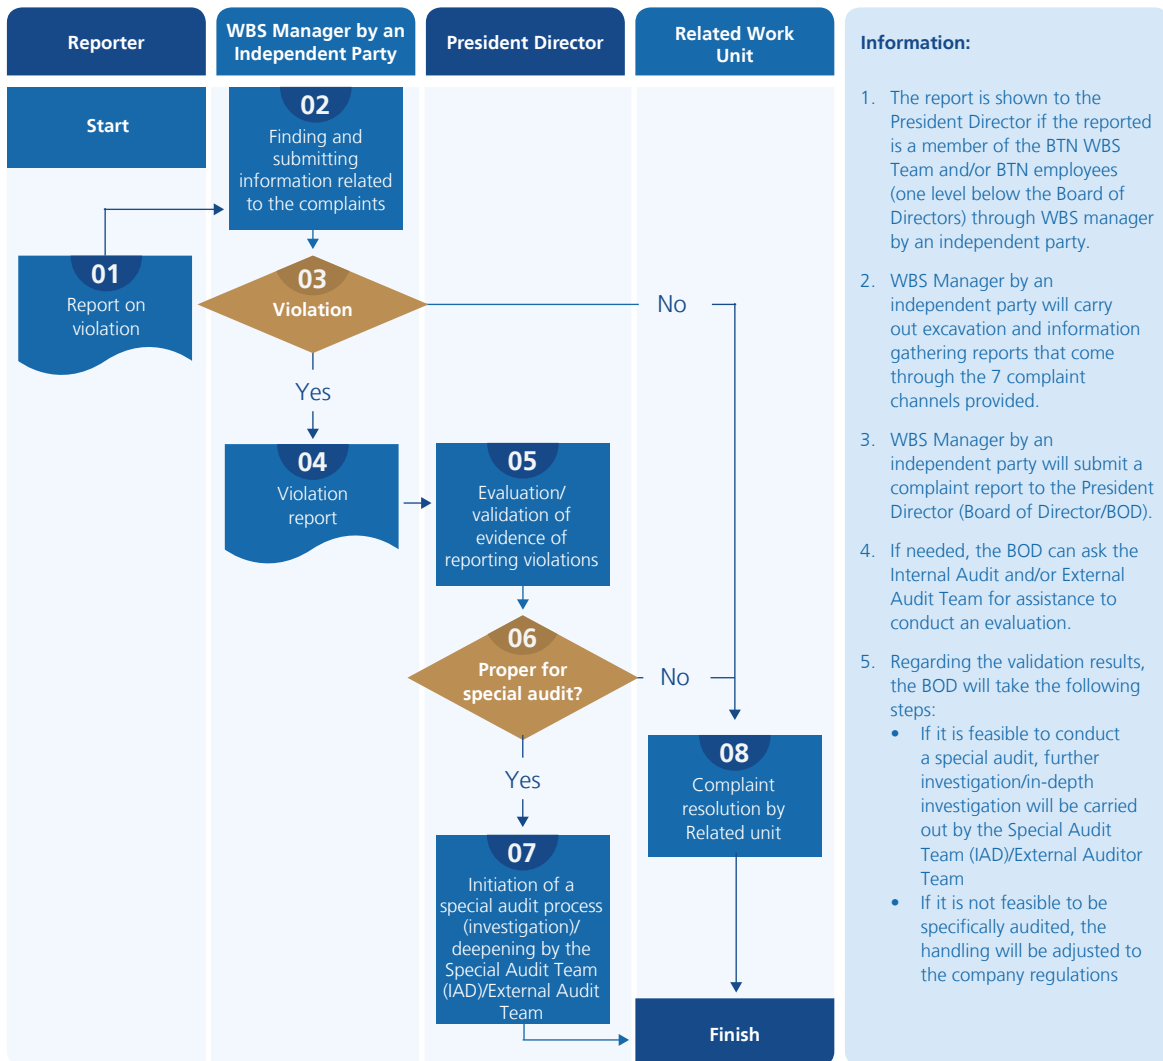 Reporter
WBS Manager by an
Independent Party
President Director
Related Work
Unit
Start
02
Finding and
submitting
information related
to the complaints
01
Report on
violation
03
Violation
No
Yes
04
Violation
report
05
Evaluation/
validation of
evidence of
reporting violations
06
Proper for
special audit?
No
Yes
08
Complaint
resolution by
Related unit
07
Initiation of a
special audit process
(investigation)/
deepening by the
Special Audit Team
(IAD)/External Audit
Team
Finish
Information:
1. The report is shown to the
President Director if the reported
is a member of the BTN WBS
Team and/or BTN employees
(one level below the Board of
Directors) through WBS manager
by an independent party.
2. WBS Manager by an
independent party will carry
out excavation and information
gathering reports that come
through the 7 complaint
channels provided.
3. WBS Manager by an
independent party will submit a
complaint report to the President
Director (Board of Director/BOD).
4. If needed, the BOD can ask the
Internal Audit and/or External
Audit Team for assistance to
conduct an evaluation.
5. Regarding the validation results,
the BOD will take the following
steps:
• If it is feasible to conduct
a special audit, further
investigation/in-depth
investigation will be carried
out by the Special Audit
Team (IAD)/External Auditor
Team
• If it is not feasible to be
specifically audited, the
handling will be adjusted to
the company regulations